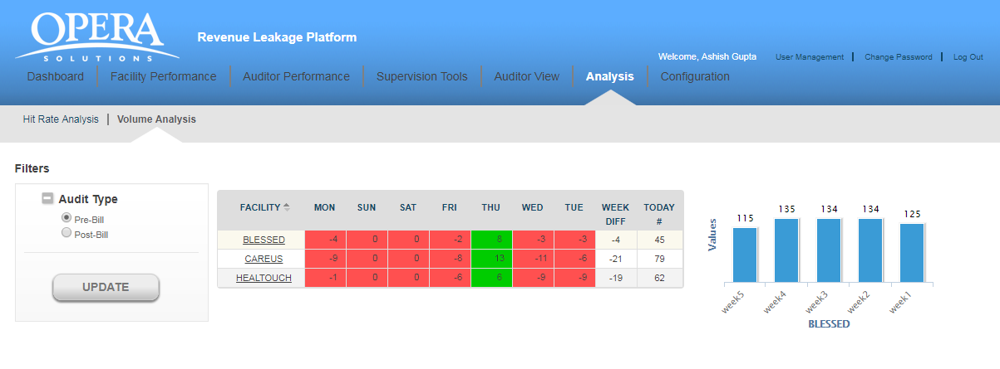 OPERA
SOLUTIONS
Revenue Leakage Platform
Welcome, Ashish Gupta User Management | Change Password | Log Out
Dashboard Facility Performance Auditor Performance Supervision Tools Auditor View Analysis Configuration
Hit Rate Analysis | Volume Analysis
Filters
Audit Type
Pre-Bill
Post-Bill
UPDATE
FACILITY MON SUN SAT FRI THU WED TUE WEEK DIFF TODAY #
BLESSED -4 0 0 -2 8 -3 -3 -4 45
CAREUS -9 0 0 -8 13 -11 -6 -21 79
HEALTOUCH -1 0 0 -6 6 -9 -9 -19 62
Values
115 135 134 134 125
week5 week4 week3 week2 week1
BLESSED